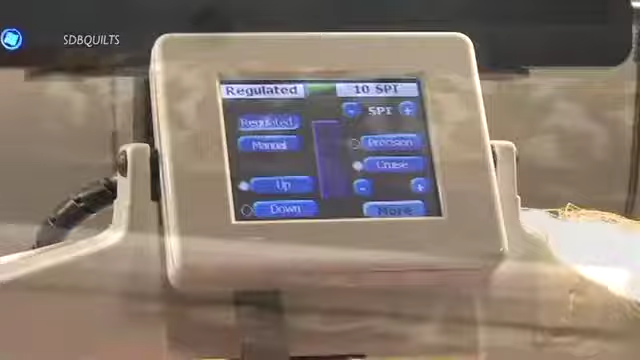 SDBQUILTS
Regulated 10 SPI
- SPI +
Regulated
Manual
Precision
Cruise
Up
- +
Down
More